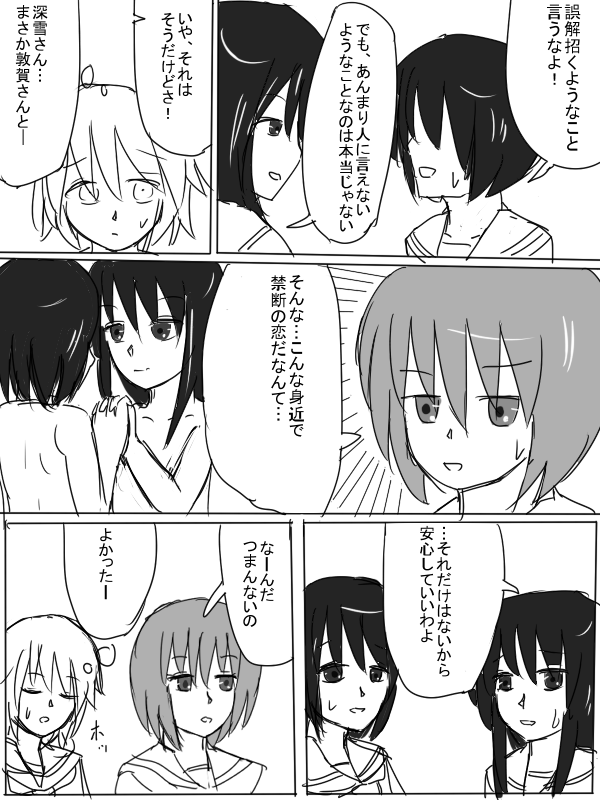 誤解招くようなこと
言うなよ！
でも、あんまり人に言えない
ようなことなのは本当じゃない
いや、それは
そうだけどさ！
深雪さん…
まさか敦賀さんと―
そんな…こんな身近で
禁断の恋だなんて…
…それだけはないから
安心していいわよ
なーんだ
つまんないの
よかったー
ホッ